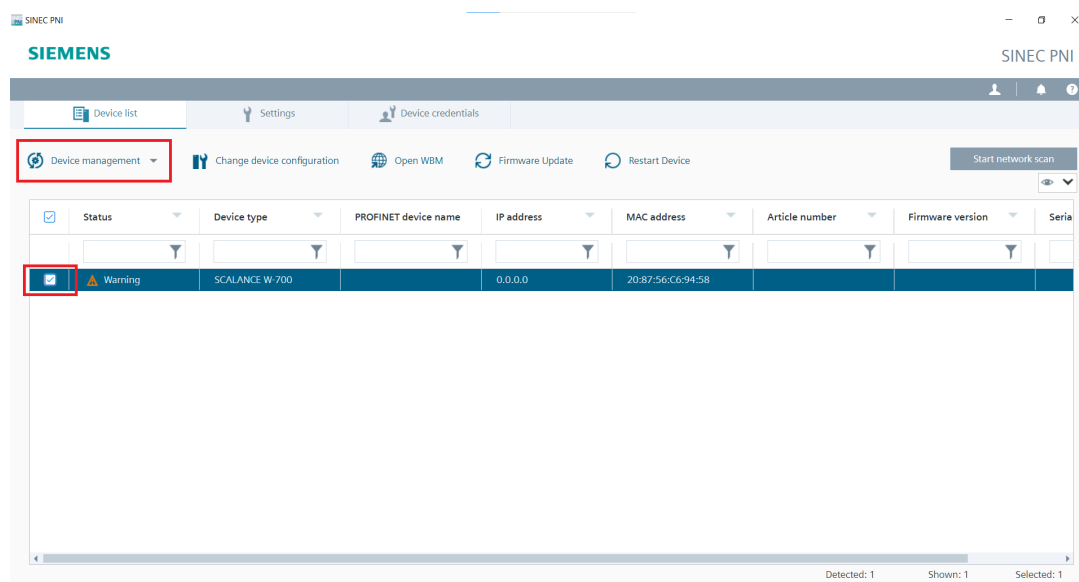 SINEC PNI
SIEMENS
SINEC PNI
Device list Settings Device credentials
Device management Change device configuration Open WBM Firmware Update Restart Device Start network scan
Status Device type PROFINET device name IP address MAC address Article number Firmware version Seria
Warning SCALANCE W-700 0.0.0.0 20:87:56:C6:94:58
Detected: 1 Shown: 1 Selected: 1